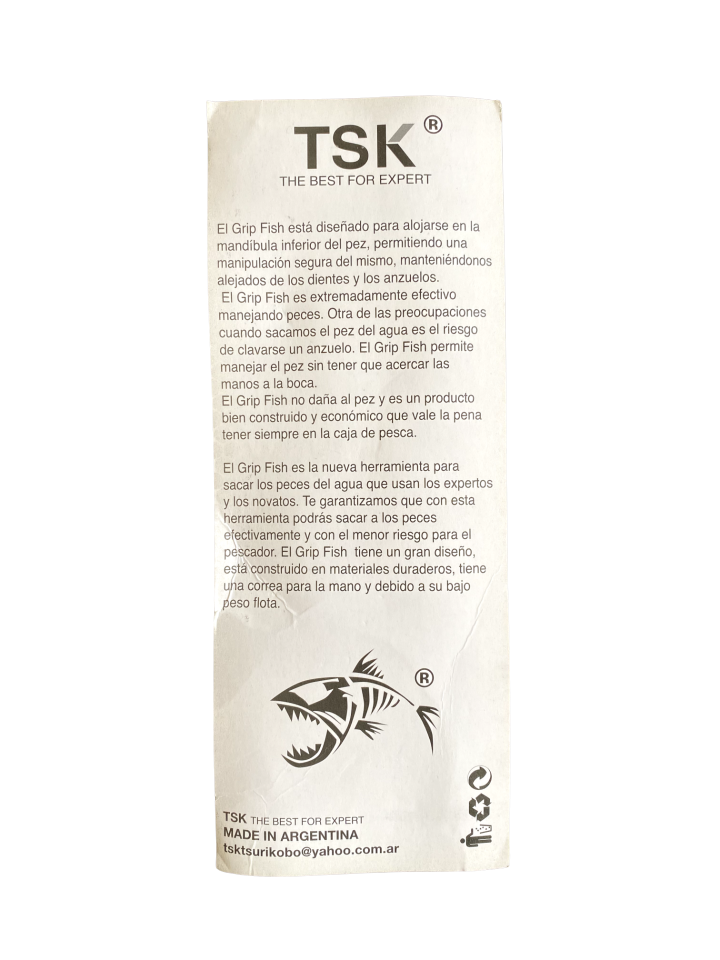 TSK ®
THE BEST FOR EXPERT
El Grip Fish está diseñado para alojarse en la
mandíbula inferior del pez, permitiendo una
manipulación segura del mismo, manteniéndonos
alejados de los dientes y los anzuelos.
El Grip Fish es extremadamente efectivo
manejando peces. Otra de las preocupaciones
cuando sacamos el pez del agua es el riesgo
de clavarse un anzuelo. El Grip Fish permite
manejar el pez sin tener que acercar las
manos a la boca.
El Grip Fish no daña al pez y es un producto
bien construido y económico que vale la pena
tener siempre en la caja de pesca.
El Grip Fish es la nueva herramienta para
sacar los peces del agua que usan los expertos
y los novatos. Te garantizamos que con esta
herramienta podrás sacar a los peces
efectivamente y con el menor riesgo para el
pescador. El Grip Fish tiene un gran diseño,
está construido en materiales duraderos, tiene
una correa para la mano y debido a su bajo
peso flota.
®
TSK THE BEST FOR EXPERT
MADE IN ARGENTINA
tsktsurikobo@yahoo.com.ar